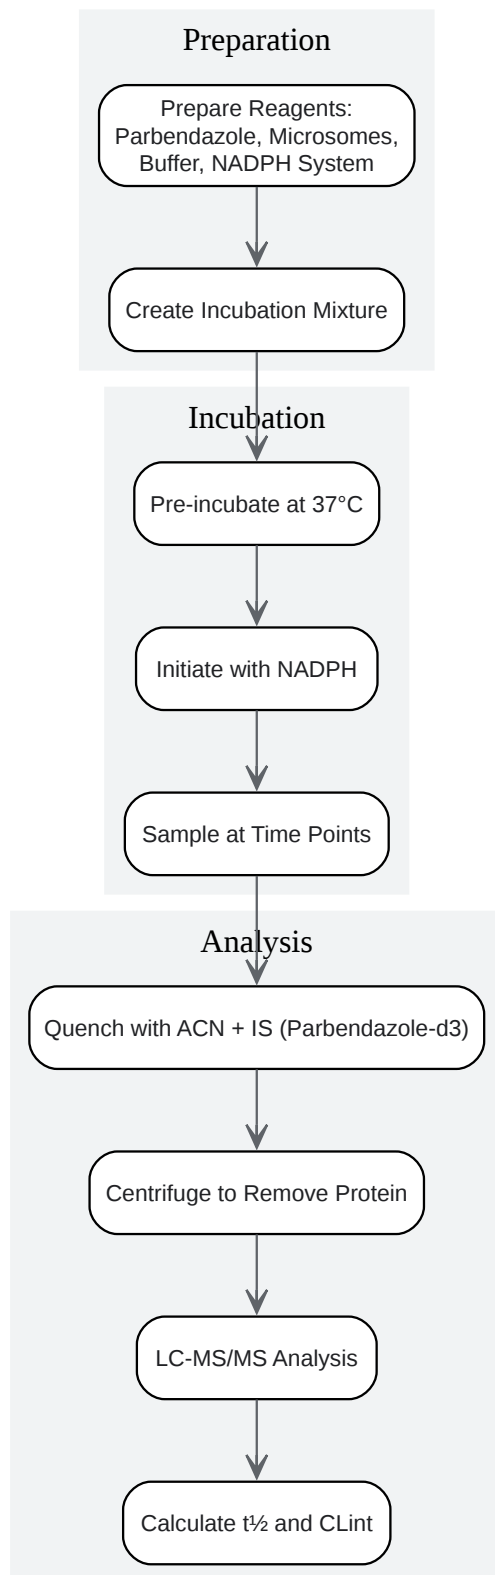 Preparation
Prepare Reagents:
Parbendazole, Microsomes,
Buffer, NADPH System
Create Incubation Mixture
Incubation
Pre-incubate at 37°C
Initiate with NADPH
Sample at Time Points
Analysis
Quench with ACN + IS (Parbendazole-d3)
Centrifuge to Remove Protein
LC-MS/MS Analysis
Calculate t½ and CLint